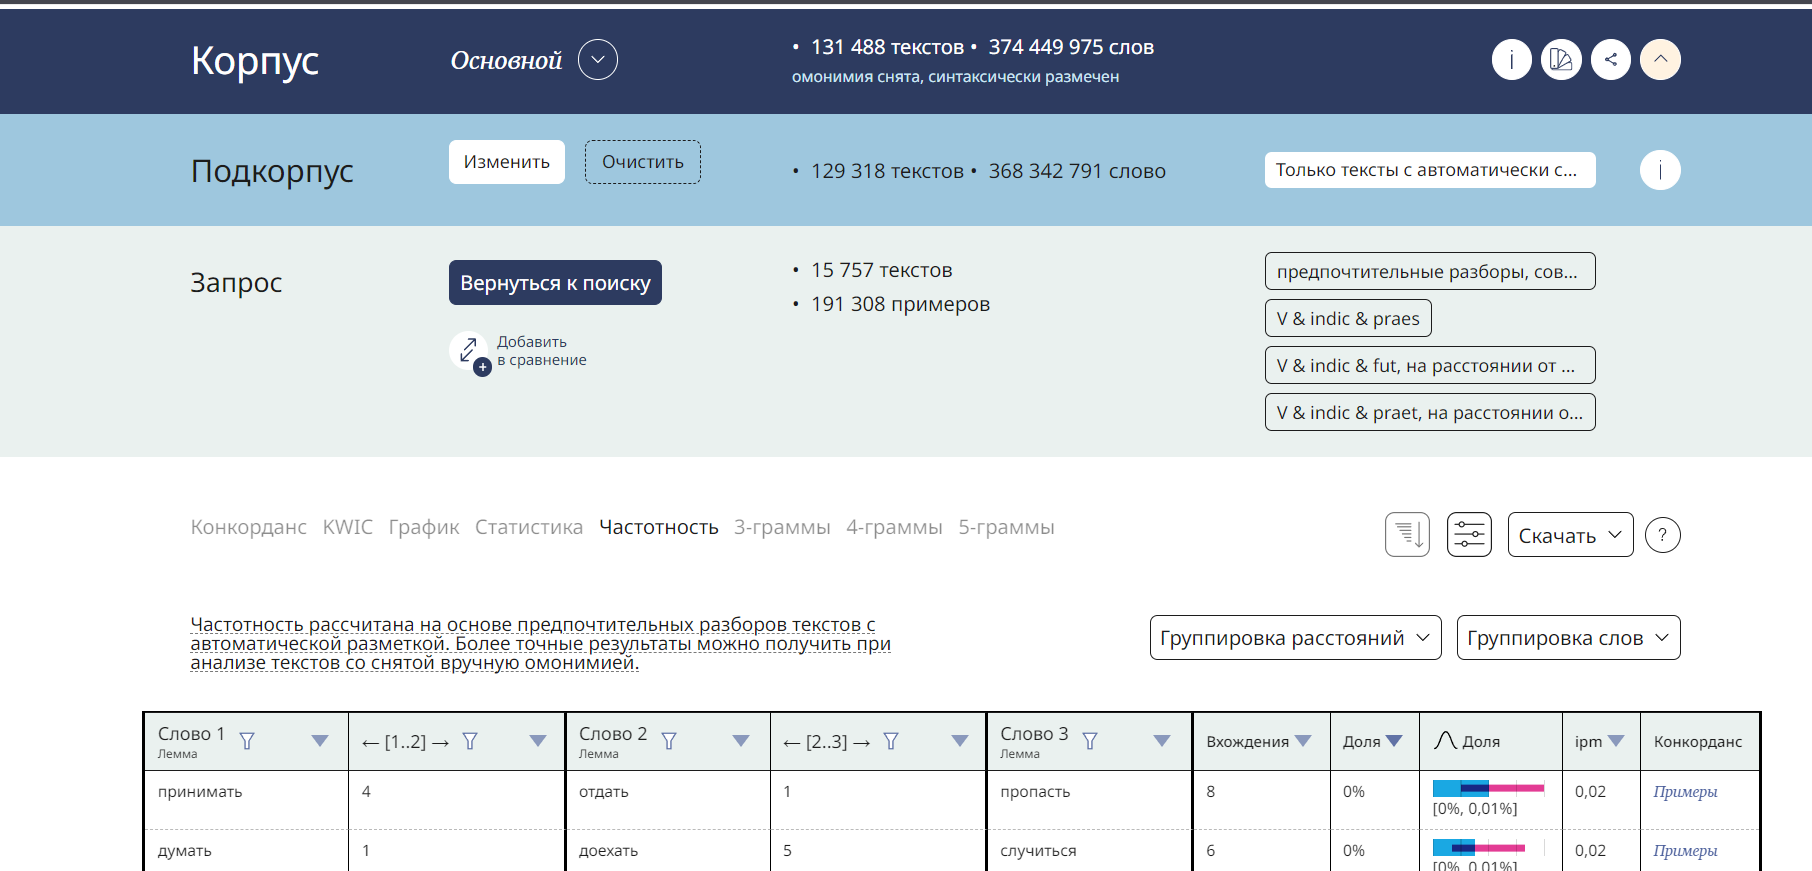 Корпус
Основной
• 131 488 текстов • 374 449 975 слов
омонимия снята, синтаксически размечен
Подкорпус
Изменить
Очистить
• 129 318 текстов • 368 342 791 слово
Только тексты с автоматически с...
Запрос
Вернуться к поиску
Добавить
в сравнение
• 15 757 текстов
• 191 308 примеров
предпочтительные разборы, сов...
V & indic & praes
V & indic & fut, на расстоянии от ...
V & indic & praet, на расстоянии о...
Конкорданс KWIC График Статистика Частотность 3-граммы 4-граммы 5-граммы
Скачать
?
Частотность рассчитана на основе предпочтительных разборов текстов с
автоматической разметкой. Более точные результаты можно получить при
анализе текстов со снятой вручную омонимией.
Группировка расстояний
Группировка слов
Слово 1
Лемма
← [1..2] →
Слово 2
Лемма
← [2..3] →
Слово 3
Лемма
Вхождения
Доля
Доля
ipm
Конкорданс
принимать 4 отдать 1 пропасть 8 0% [0%, 0,01%] 0,02 Примеры
думать 1 доехать 5 случиться 6 0% [0%, 0,01%] 0,02 Примеры